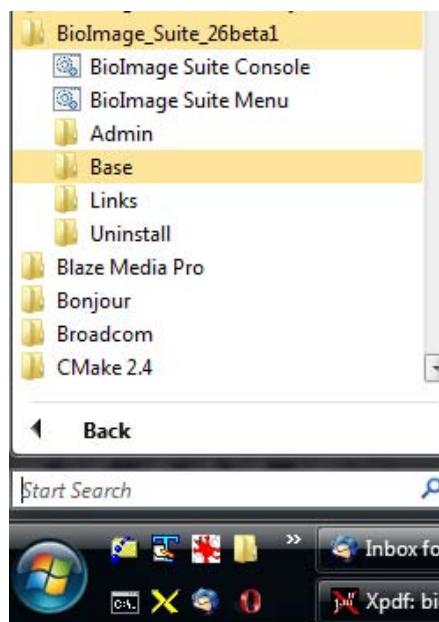 BioImage_Suite_26beta1
BioImage Suite Console
BioImage Suite Menu
Admin
Base
Links
Uninstall
Blaze Media Pro
Bonjour
Broadcom
CMake 2.4
Back
Start Search
Inbox fo
Xpdf: bi